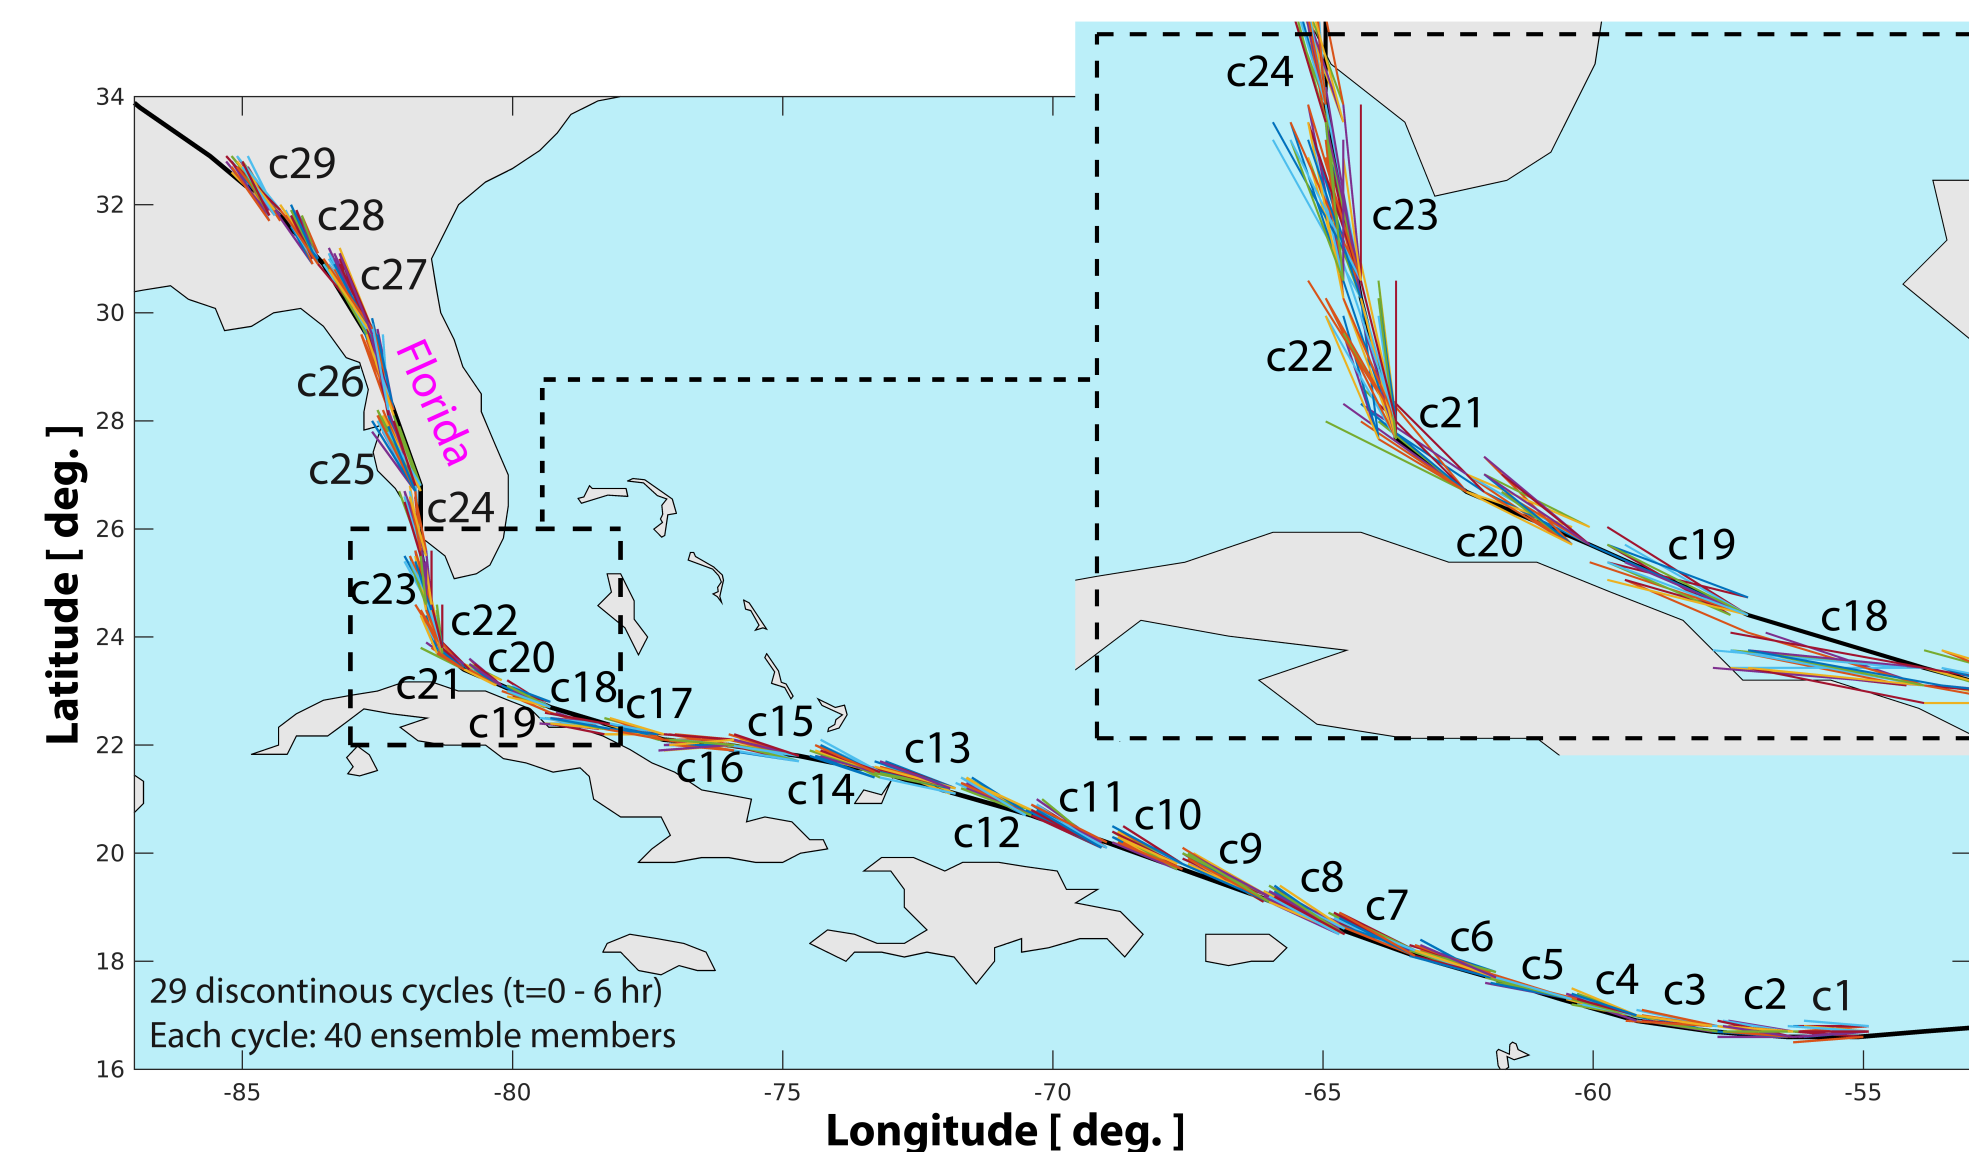 c24
34
c29
32
c28
c23
c27
30
Florida
c22
c26
28
c21
c25
Latitude [ deg. ]
c24
26
c20
c19
c23
c22
24
c18
c20
c21
c18
c17
c19
c15
22
c16
c13
c14
c11
c10
c12
20
c9
c8
c7
c6
18
c5
c4
c3
c2
c1
29 discontinous cycles (t=0 - 6 hr)
Each cycle: 40 ensemble members
16
-85
-80
-75
-70
-65
-60
-55
Longitude [ deg. ]